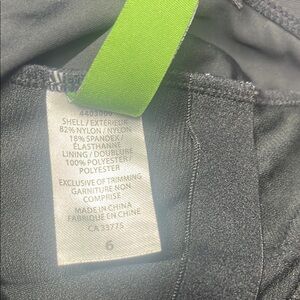 SHELL / EXTÉRIEUR
82% NYLON / NYLON
18% SPANDEX /
ÉLASTHANNE
LINING / DOUBLURE
100% POLYESTER /
POLYESTER
EXCLUSIVE OF TRIMMING
GARNITURE NON
COMPRISE
MADE IN CHINA
FABRIQUÉ EN CHINE
CA 33775
6